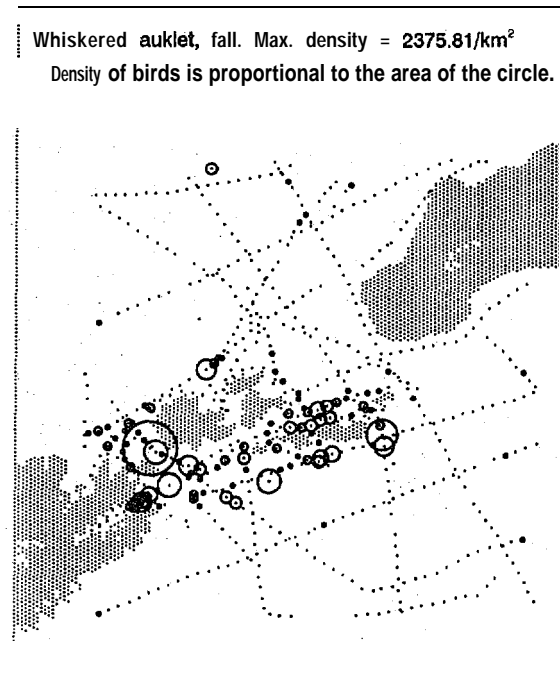 Whiskered auklet, fall. Max. density = 2375.81/km²
Density of birds is proportional to the area of the circle.